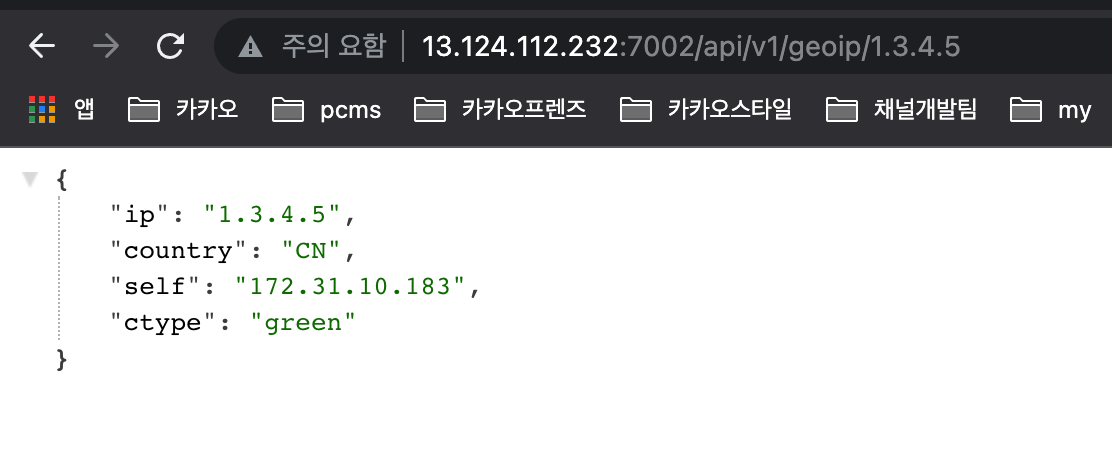 주의 요함 13.124.112.232:7002/api/v1/geoip/1.3.4.5
앱 카카오 pcms 카카오프렌즈 카카오스타일 채널개발팀 my
{
"ip": "1.3.4.5",
"country": "CN",
"self": "172.31.10.183",
"ctype": "green"
}